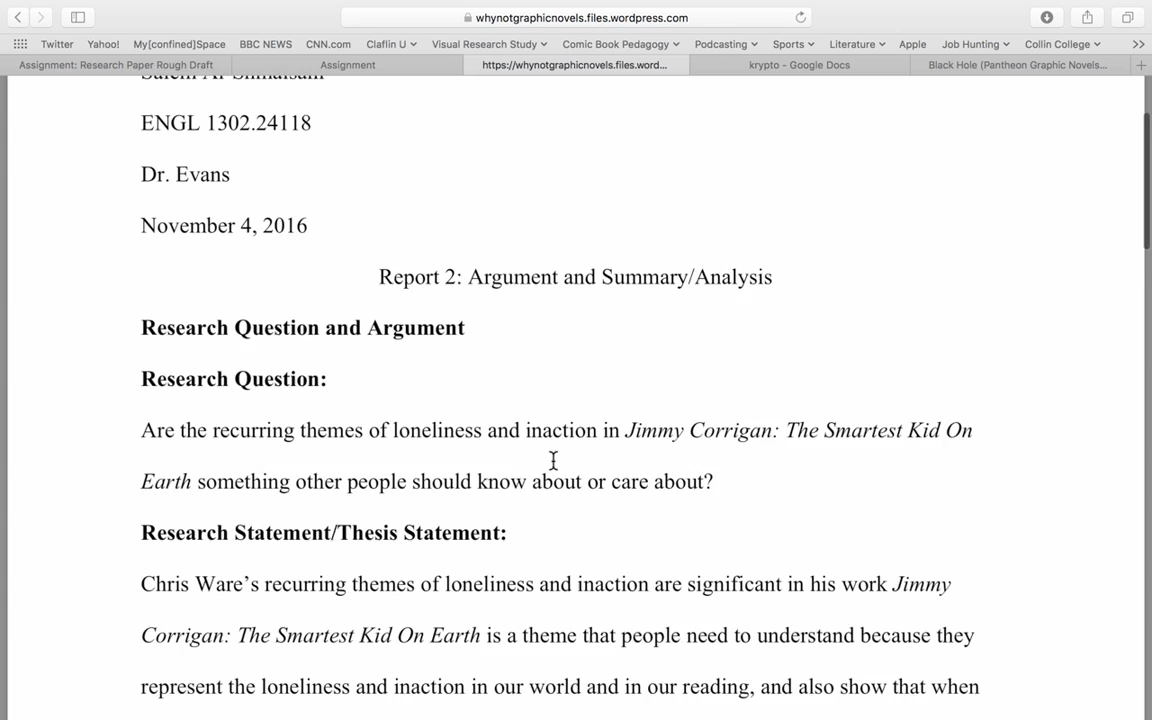 whynotgraphicnovels.files.wordpress.com
Twitter Yahoo! My[confined]Space BBC NEWS CNN.com Claflin U Visual Research Study Comic Book Pedagogy Podcasting Sports Literature Apple Job Hunting Collin College
Assignment: Research Paper Rough Draft Assignment https://whynotgraphicnovels.files.word... krypto - Google Docs Black Hole (Pantheon Graphic Novels...
ENGL 1302.24118
Dr. Evans
November 4, 2016
Report 2: Argument and Summary/Analysis
Research Question and Argument
Research Question:
Are the recurring themes of loneliness and inaction in Jimmy Corrigan: The Smartest Kid On
Earth something other people should know about or care about?
Research Statement/Thesis Statement:
Chris Ware’s recurring themes of loneliness and inaction are significant in his work Jimmy
Corrigan: The Smartest Kid On Earth is a theme that people need to understand because they
represent the loneliness and inaction in our world and in our reading, and also show that when